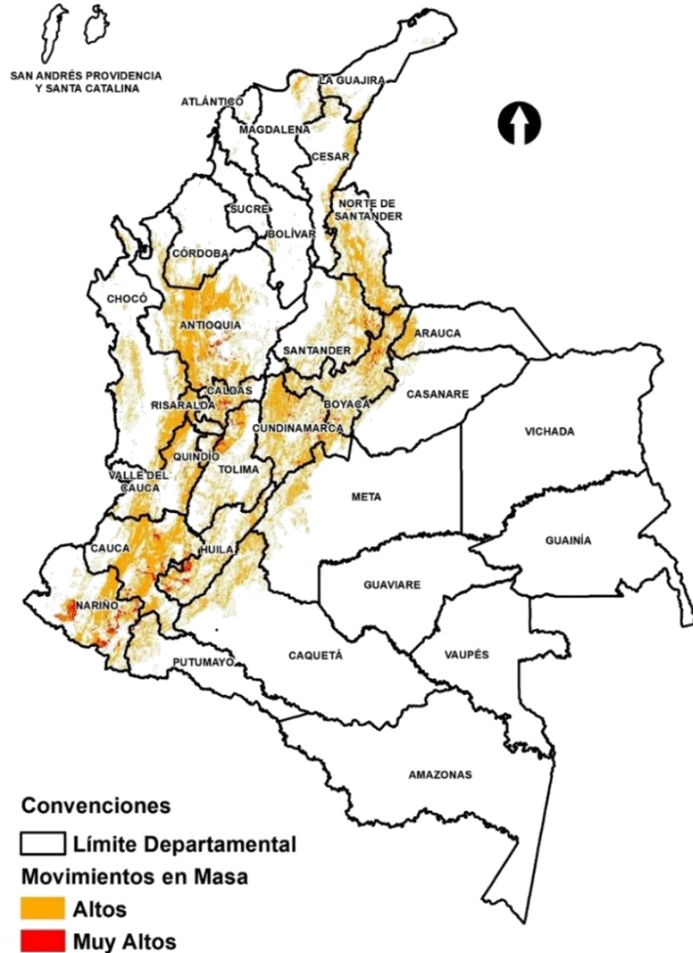 SAN ANDRÉS PROVIDENCIA
Y SANTA CATALINA
LA GUAJIRA
ATLÁNTICO
MAGDALENA
CESAR
NORTE DE
SANTANDER
SUCRE
BOLÍVAR
CÓRDOBA
CHOCÓ
ANTIOQUIA
ARAUCA
SANTANDER
CALDAS
CASANARE
RISARALDA
BOYACÁ
CUNDINAMARCA
VICHADA
QUINDÍO
TOLIMA
VALLE DEL
CAUCA
META
GUAINÍA
CAUCA
HUILA
GUAVIARE
NARIÑO
CAQUETÁ
VAUPÉS
PUTUMAYO
AMAZONAS
Convenciones
Límite Departamental
Movimientos en Masa
Altos
Muy Altos